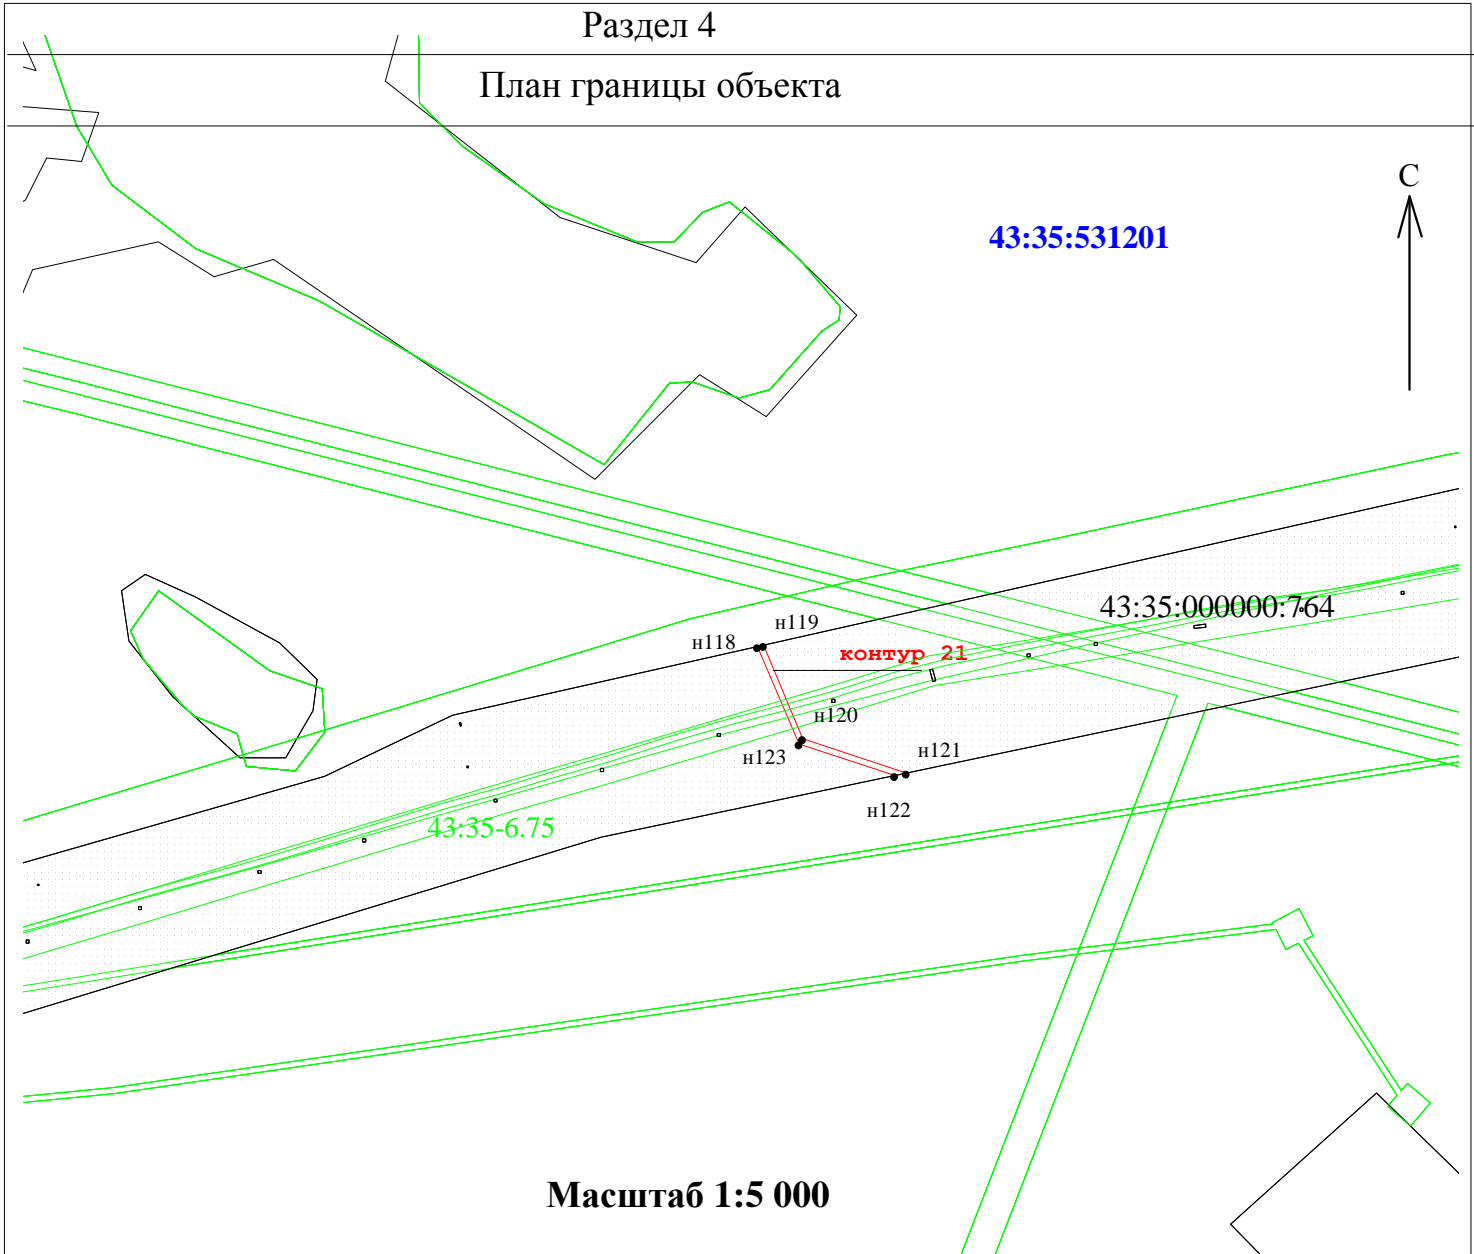 Раздел 4
План границы объекта
С
43:35:531201
43:35:000000:764
н119
н118
контур 21
н120
н121
н123
н122
43:35-6.75
Масштаб 1:5 000